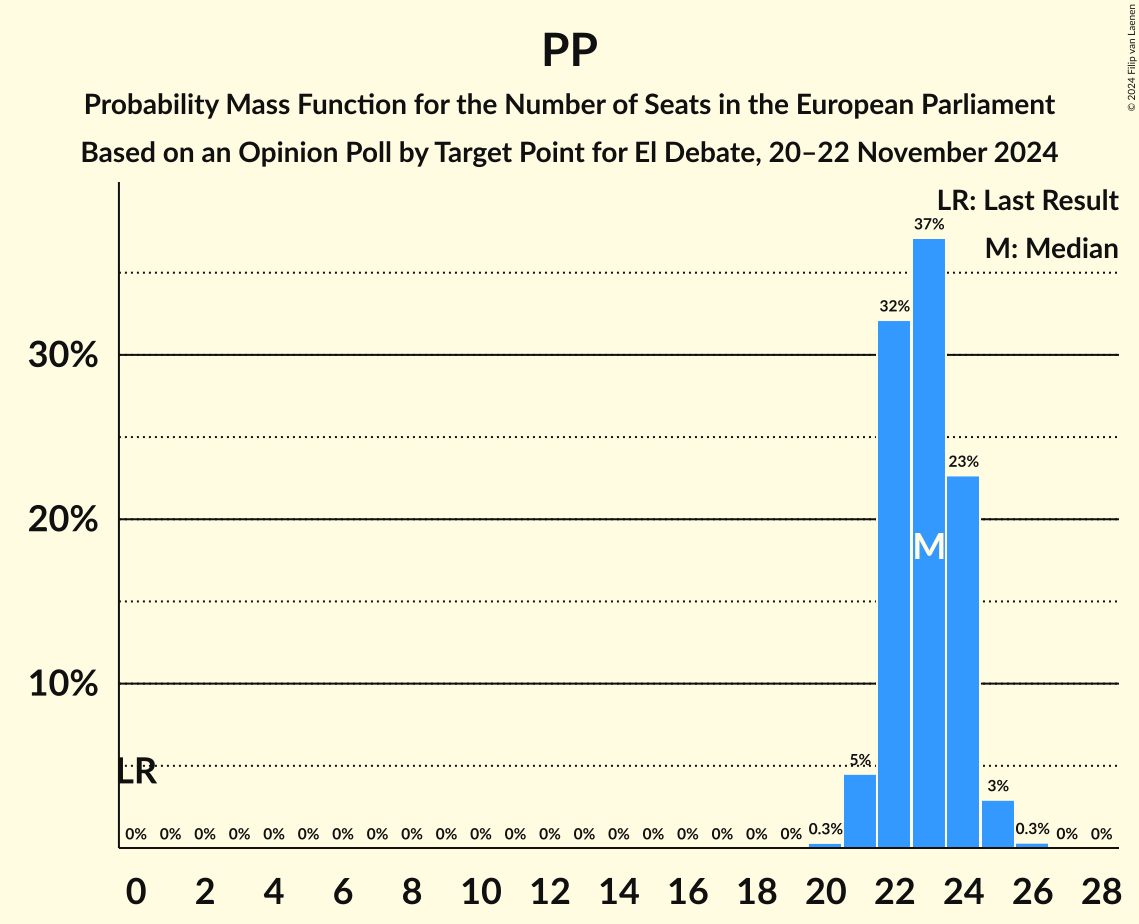 PP
Probability Mass Function for the Number of Seats in the European Parliament
Based on an Opinion Poll by Target Point for El Debate, 20–22 November 2024
© 2024 Filip van Laenen
LR: Last Result
M: Median
37%
32%
30%
23%
20%
M
10%
LR
5%
3%
0% 0% 0% 0% 0% 0% 0% 0% 0% 0% 0% 0% 0% 0% 0% 0% 0% 0% 0% 0% 0.3% 0.3% 0% 0%
0 2 4 6 8 10 12 14 16 18 20 22 24 26 28